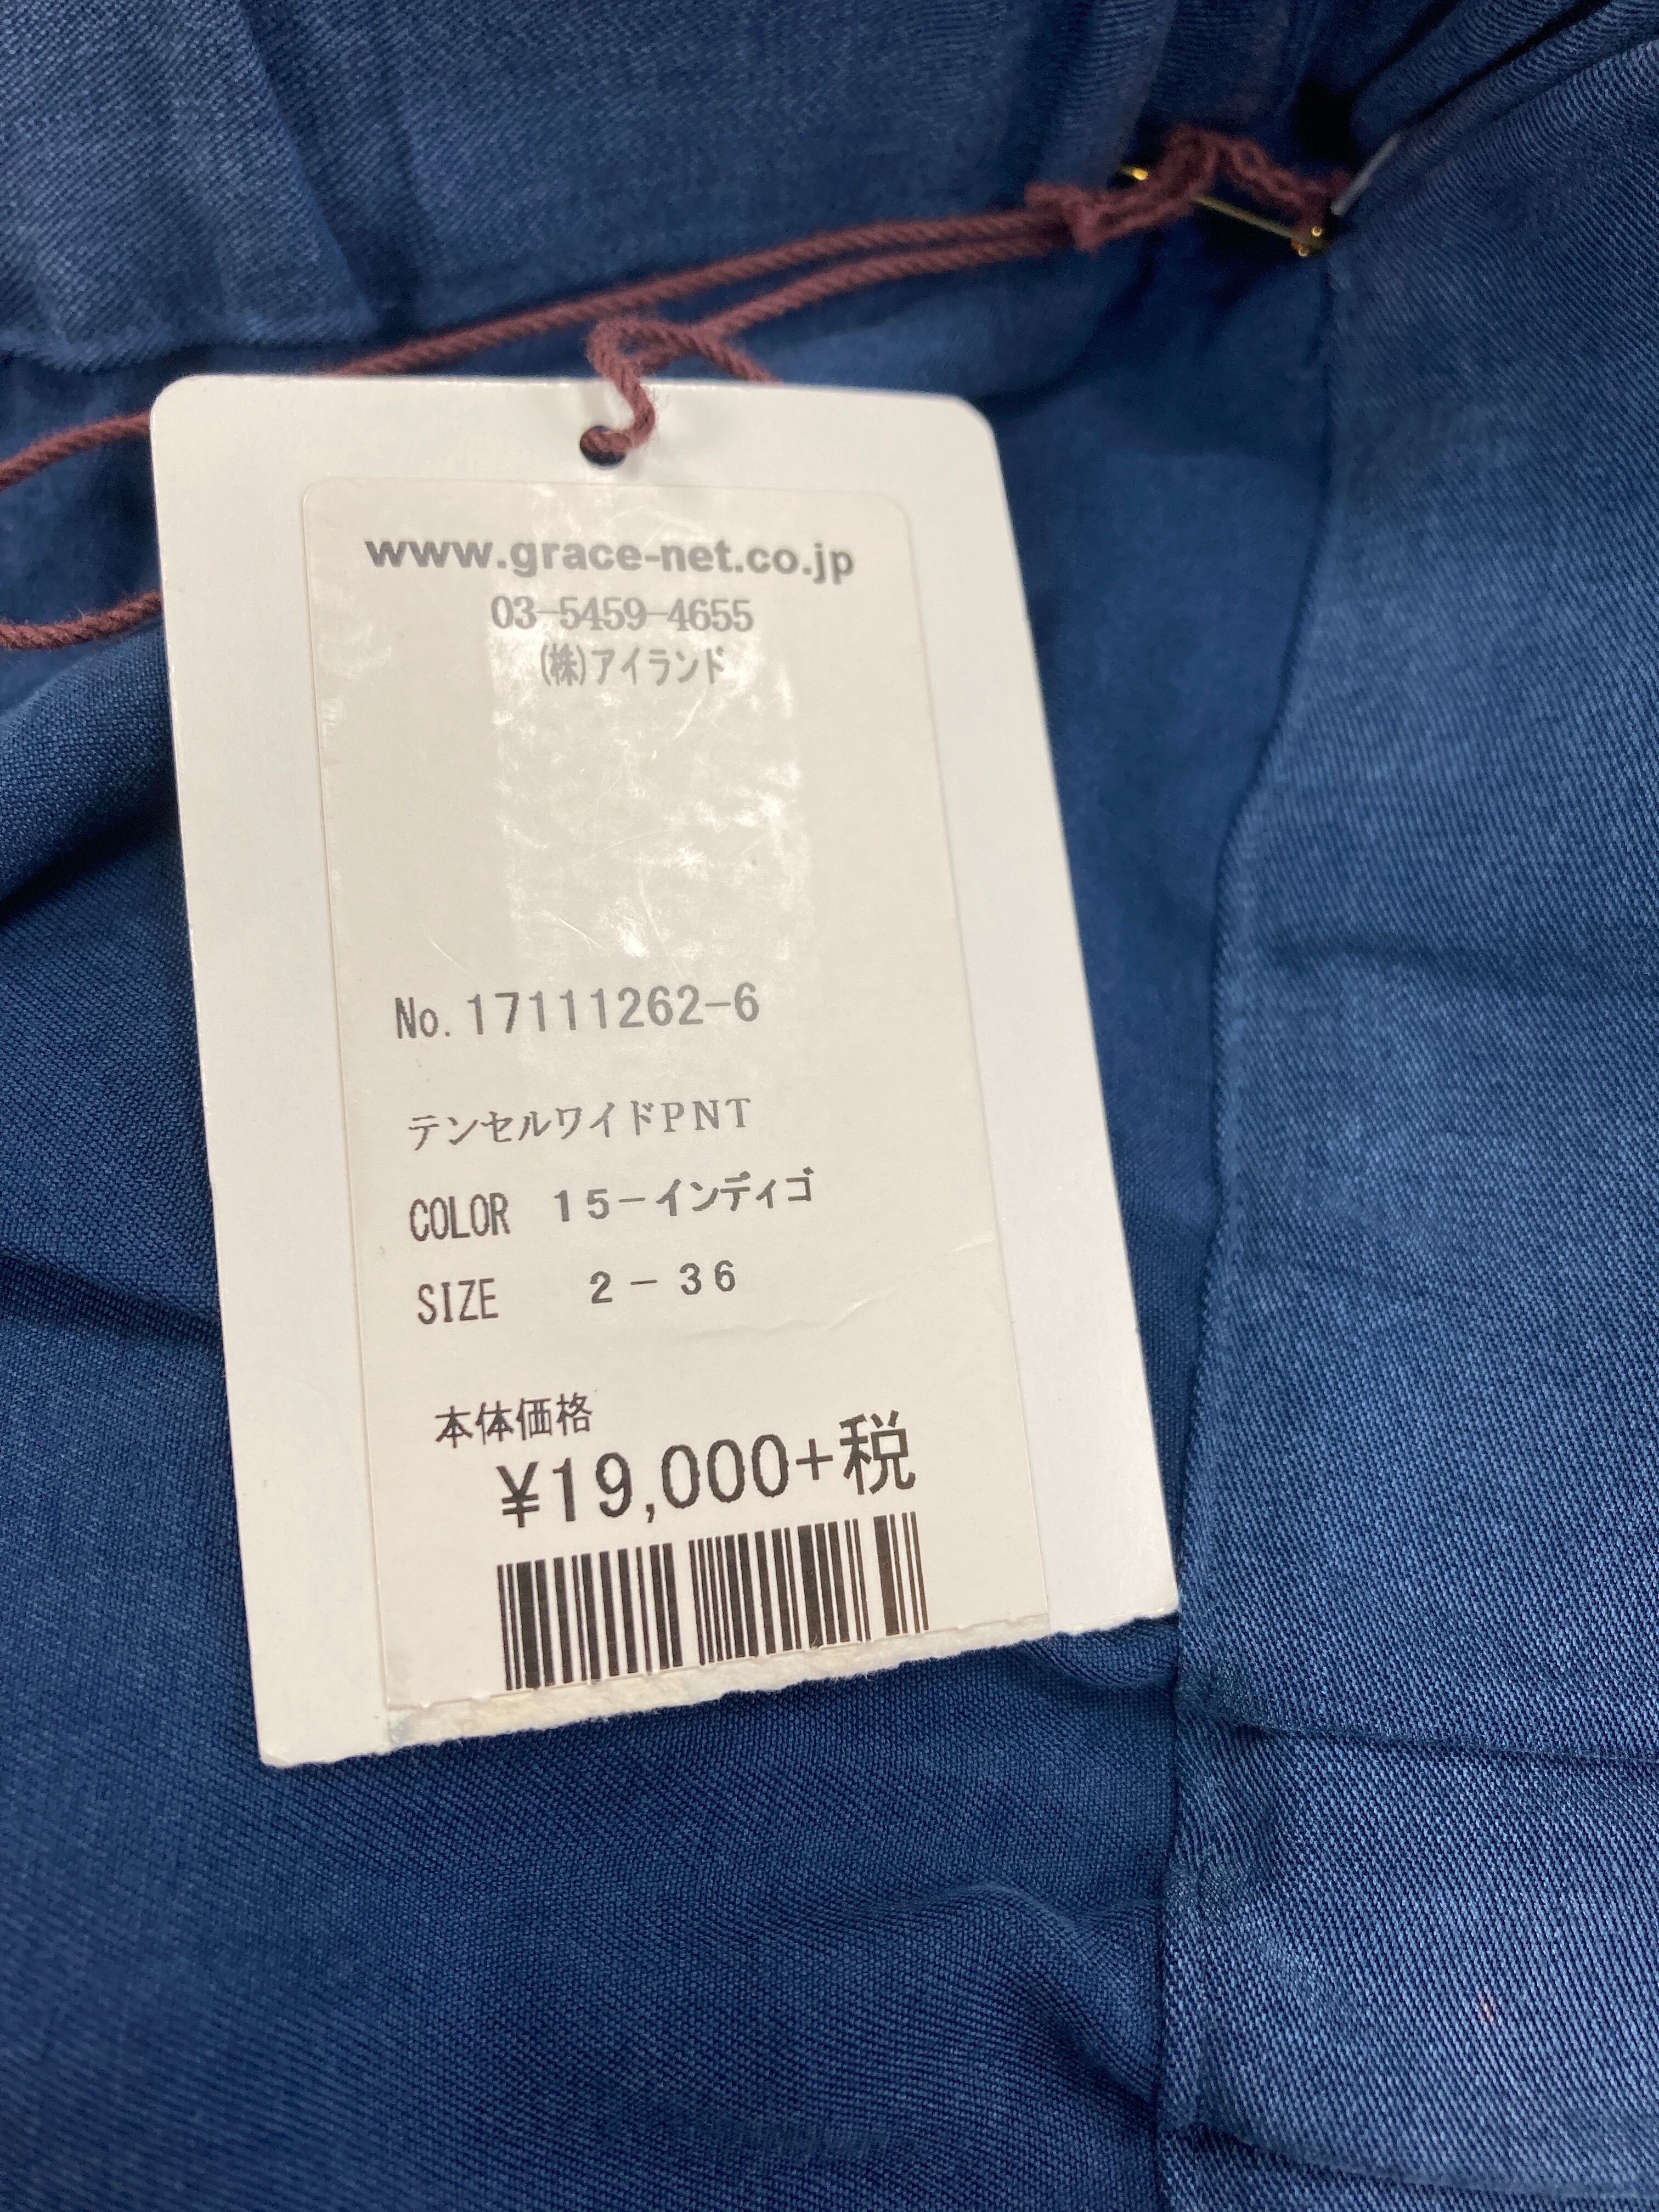 www.grace-net.co.jp
03-5459-4655
(株)アイランド
No.17111262-6
テンセルワイドPNT
COLOR 15-インディゴ
SIZE 2-36
本体価格
¥19,000+税